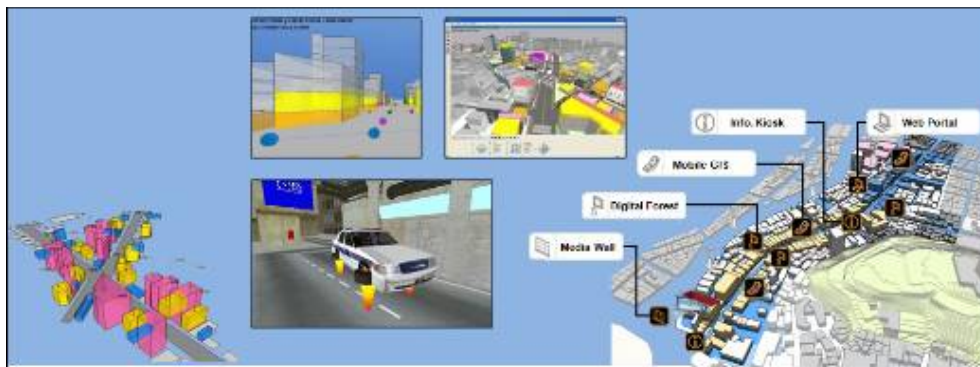 Info. Kiosk
Web Portal
Mobile GIS
Digital Forest
Media Wall